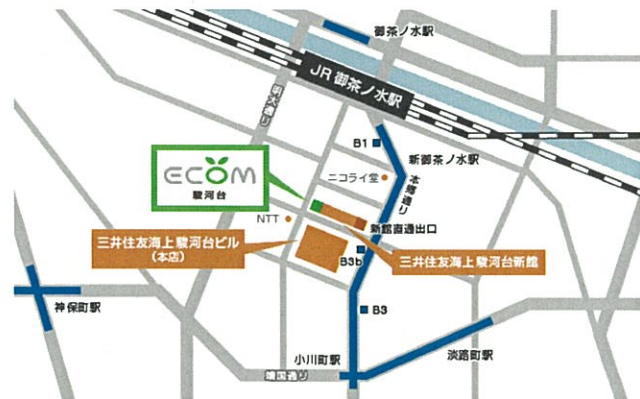 御茶ノ水駅
JR 御茶ノ水駅
明大通り
B1
新御茶ノ水駅
ECOM
駿河台
ニコライ堂
本郷通り
NTT
新館直通出口
三井住友海上駿河台ビル
(本店)
B3b
三井住友海上駿河台新館
神保町駅
B3
小川町駅
淡路町駅
靖国通り